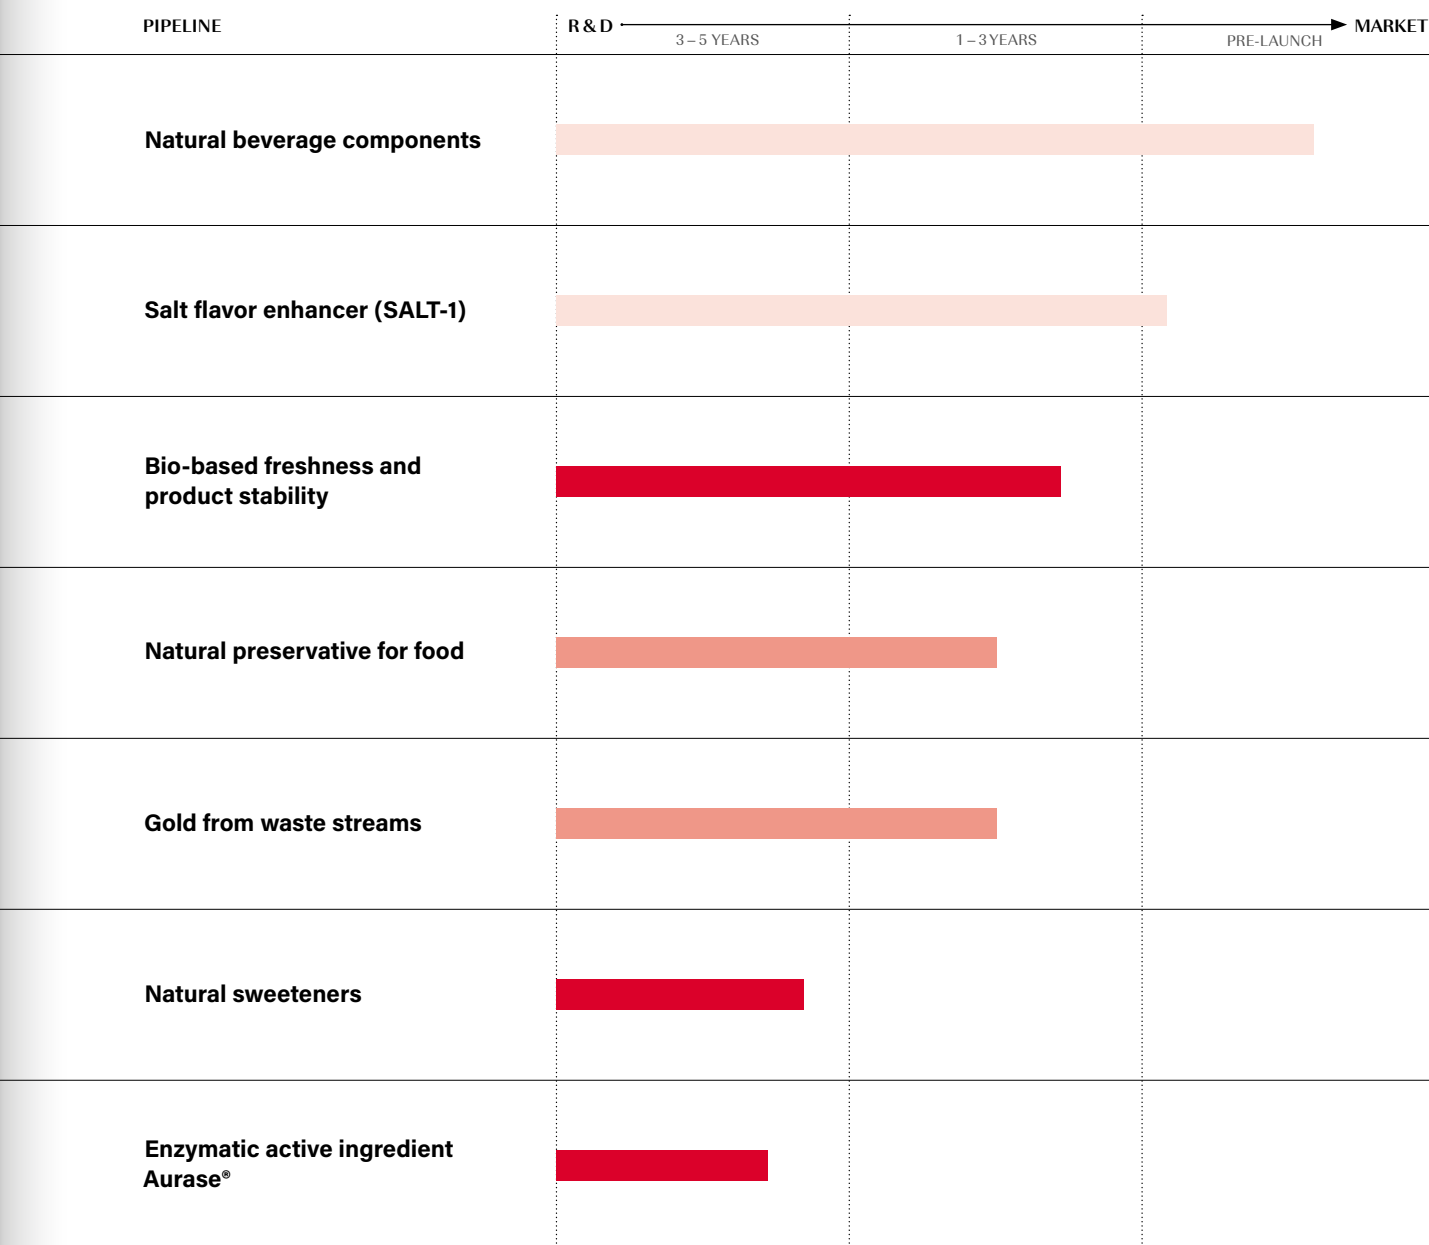 PIPELINE
R & D
MARKET
3 – 5 YEARS
1 – 3 YEARS
PRE-LAUNCH
Natural beverage components
Salt flavor enhancer (SALT-1)
Bio-based freshness and
product stability
Natural preservative for food
Gold from waste streams
Natural sweeteners
Enzymatic active ingredient
Aurase®